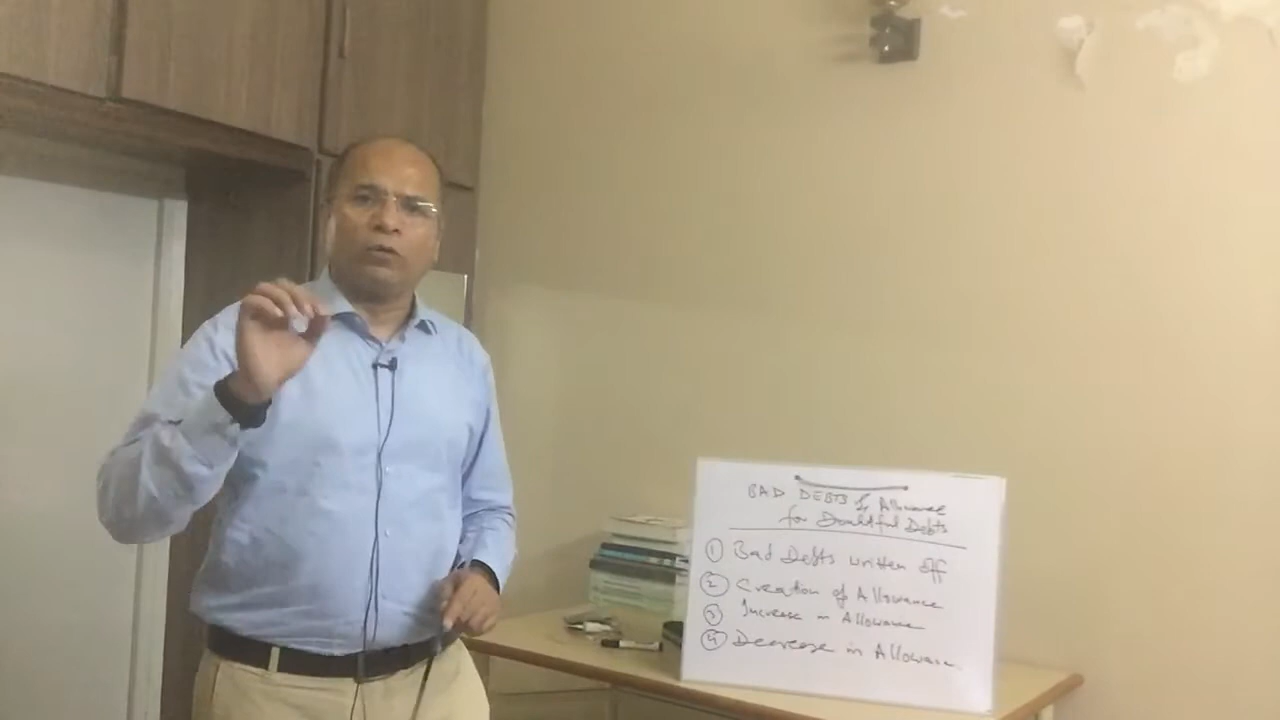 BAD DEBTS & Allowance
for Doubtful Debts
1 Bad Debts written off
2 Creation of Allowance
3 Increase in Allowance
4 Decrease in Allowance